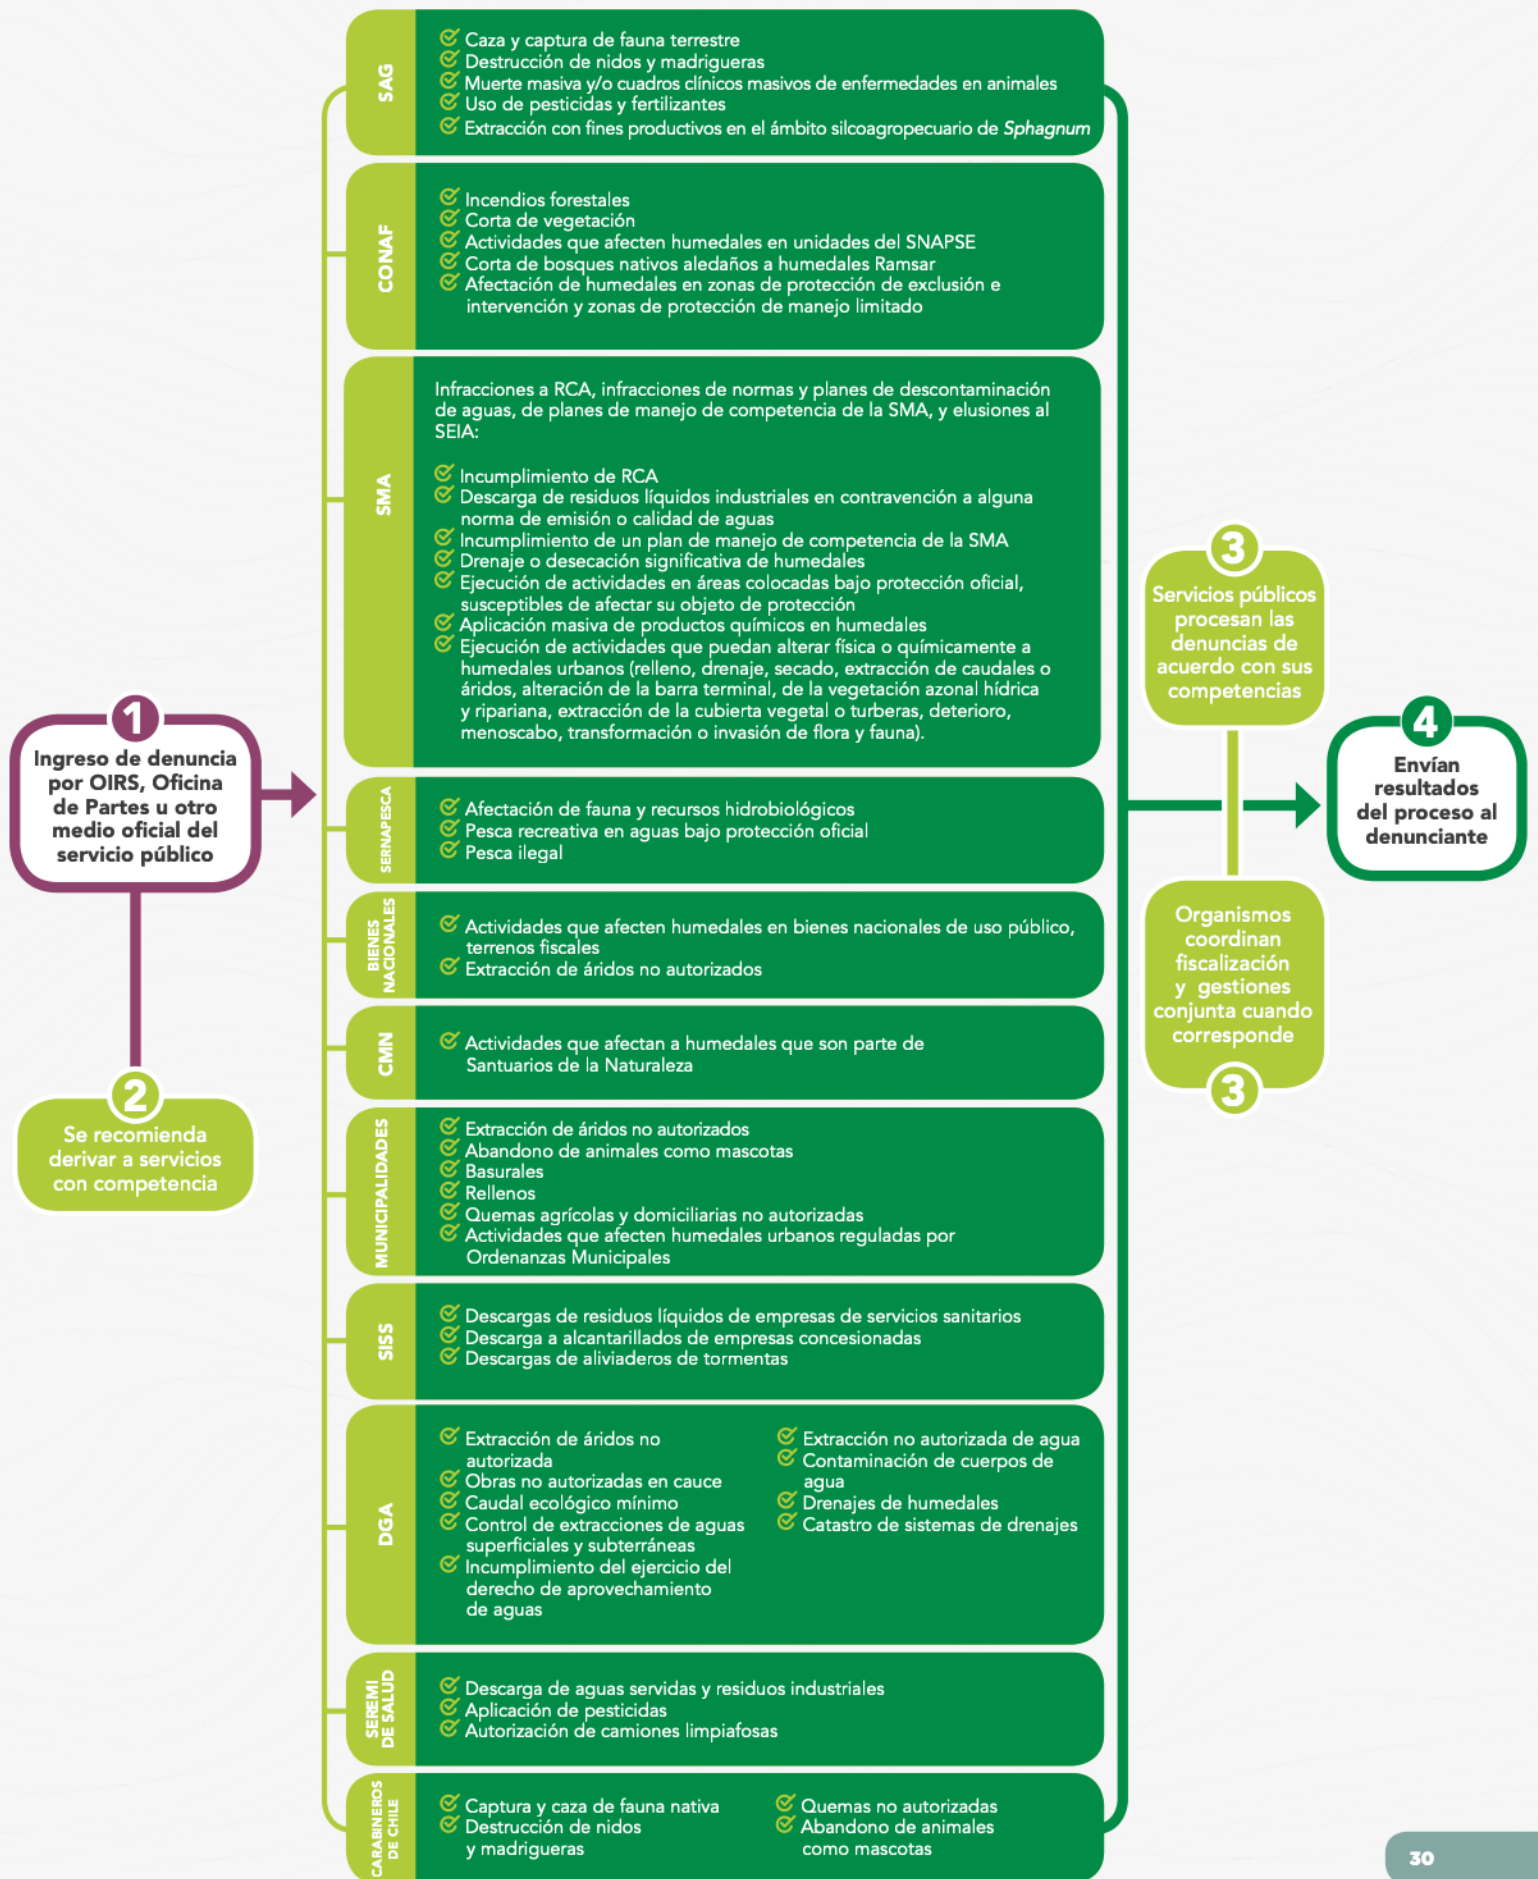 1
Ingreso de denuncia
por OIRS, Oficina
de Partes u otro
medio oficial del
servicio público
2
Se recomienda
derivar a servicios
con competencia
SAG
Caza y captura de fauna terrestre
Destrucción de nidos y madrigueras
Muerte masiva y/o cuadros clínicos masivos de enfermedades en animales
Uso de pesticidas y fertilizantes
Extracción con fines productivos en el ámbito silcoagropecuario de Sphagnum
CONAF
Incendios forestales
Corta de vegetación
Actividades que afecten humedales en unidades del SNAPSE
Corta de bosques nativos aledaños a humedales Ramsar
Afectación de humedales en zonas de protección de exclusión e
intervención y zonas de protección de manejo limitado
SMA
Infracciones a RCA, infracciones de normas y planes de descontaminación
de aguas, de planes de manejo de competencia de la SMA, y elusiones al
SEIA:
Incumplimiento de RCA
Descarga de residuos líquidos industriales en contravención a alguna
norma de emisión o calidad de aguas
Incumplimiento de un plan de manejo de competencia de la SMA
Drenaje o desecación significativa de humedales
Ejecución de actividades en áreas colocadas bajo protección oficial,
susceptibles de afectar su objeto de protección
Aplicación masiva de productos químicos en humedales
Ejecución de actividades que puedan alterar física o químicamente a
humedales urbanos (relleno, drenaje, secado, extracción de caudales o
áridos, alteración de la barra terminal, de la vegetación azonal hídrica
y ripariana, extracción de la cubierta vegetal o turberas, deterioro,
menoscabo, transformación o invasión de flora y fauna).
SERNAPESCA
Afectación de fauna y recursos hidrobiológicos
Pesca recreativa en aguas bajo protección oficial
Pesca ilegal
BIENES
NACIONALES
Actividades que afecten humedales en bienes nacionales de uso público,
terrenos fiscales
Extracción de áridos no autorizados
CMN
Actividades que afectan a humedales que son parte de
Santuarios de la Naturaleza
MUNICIPALIDADES
Extracción de áridos no autorizados
Abandono de animales como mascotas
Basurales
Rellenos
Quemas agrícolas y domiciliarias no autorizadas
Actividades que afecten humedales urbanos reguladas por
Ordenanzas Municipales
SISS
Descargas de residuos líquidos de empresas de servicios sanitarios
Descarga a alcantarillados de empresas concesionadas
Descargas de aliviaderos de tormentas
DGA
Extracción de áridos no
autorizada
Obras no autorizadas en cauce
Caudal ecológico mínimo
Control de extracciones de aguas
superficiales y subterráneas
Incumplimiento del ejercicio del
derecho de aprovechamiento
de aguas
Extracción no autorizada de agua
Contaminación de cuerpos de
agua
Drenajes de humedales
Catastro de sistemas de drenajes
SEREMI
DE SALUD
Descarga de aguas servidas y residuos industriales
Aplicación de pesticidas
Autorización de camiones limpiafosas
CARABINEROS
DE CHILE
Captura y caza de fauna nativa
Destrucción de nidos
y madrigueras
Quemas no autorizadas
Abandono de animales
como mascotas
3
Servicios públicos
procesan las
denuncias de
acuerdo con sus
competencias
Organismos
coordinan
fiscalización
y gestiones
conjunta cuando
corresponde
3
4
Envían
resultados
del proceso al
denunciante
30